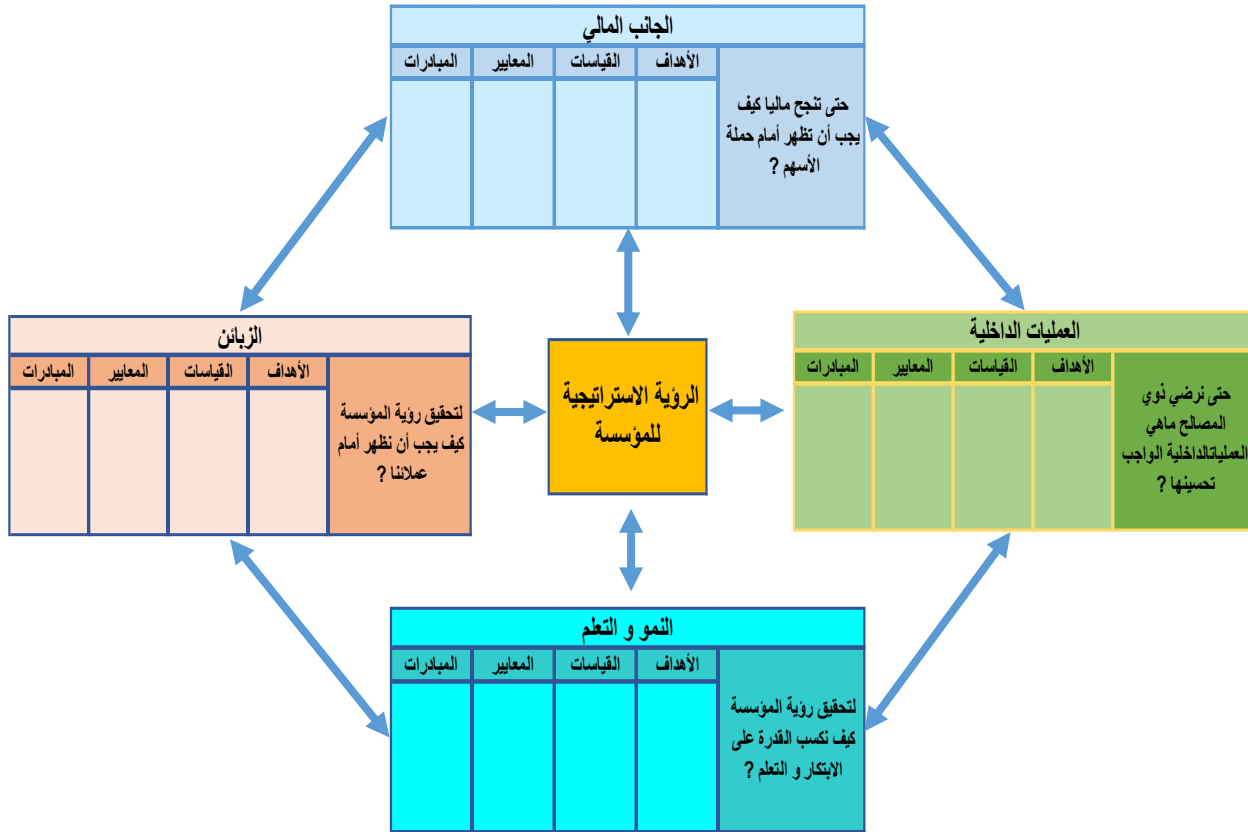 الجانب المالي
الأهداف القياسات المعايير المبادرات
حتى تنجح ماليا كيف
يجب أن تظهر أمام حملة
الأسهم ?
العمليات الداخلية
الأهداف القياسات المعايير المبادرات
حتى نرضي ذوي
المصالح ماهي
العملياتالداخلية الواجب
تحسينها ?
الرؤية الاستراتيجية
للمؤسسة
الزبائن
الأهداف القياسات المعايير المبادرات
لتحقيق رؤية المؤسسة
كيف يجب أن نظهر أمام
عملائنا ?
النمو و التعلم
الأهداف القياسات المعايير المبادرات
لتحقيق رؤية المؤسسة
كيف نكسب القدرة على
الابتكار و التعلم ?